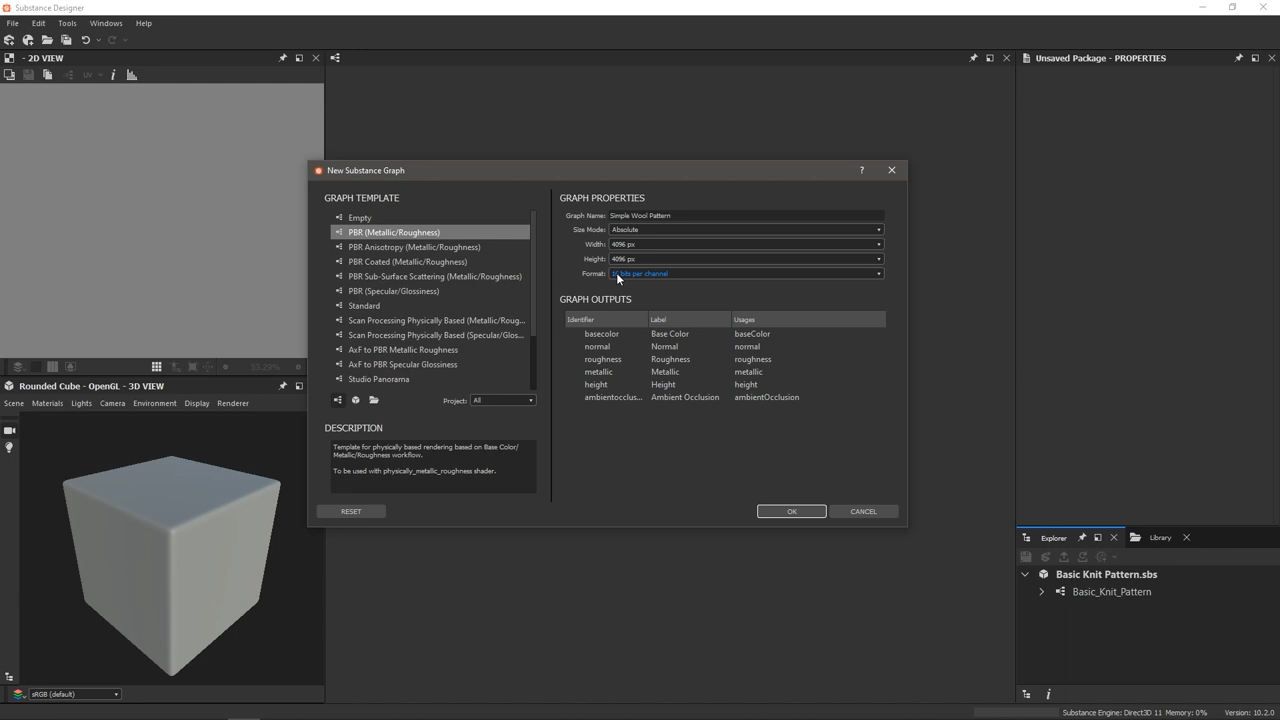 Substance Designer
File Edit Tools Windows Help
- 2D VIEW
Unsaved Package - PROPERTIES
UV
New Substance Graph
GRAPH TEMPLATE
Empty
PBR (Metallic/Roughness)
PBR Anisotropy (Metallic/Roughness)
PBR Coated (Metallic/Roughness)
PBR Sub-Surface Scattering (Metallic/Roughness)
PBR (Specular/Glossiness)
Standard
Scan Processing Physically Based (Metallic/Roug...
Scan Processing Physically Based (Specular/Glos...
AxF to PBR Metallic Roughness
AxF to PBR Specular Glossiness
Studio Panorama
Project: All
DESCRIPTION
Template for physically based rendering based on Base Color/
Metallic/Roughness workflow.
To be used with physically_metallic_roughness shader.
RESET
GRAPH PROPERTIES
Graph Name: Simple Wool Pattern
Size Mode: Absolute
Width: 4096 px
Height: 4096 px
Format: 16 bits per channel
GRAPH OUTPUTS
Identifier Label Usages
basecolor Base Color baseColor
normal Normal normal
roughness Roughness roughness
metallic Metallic metallic
height Height height
ambientocclus... Ambient Occlusion ambientOcclusion
OK CANCEL
53.29%
Rounded Cube - OpenGL - 3D VIEW
Scene Materials Lights Camera Environment Display Renderer
sRGB (default)
Explorer Library
Basic Knit Pattern.sbs
Basic_Knit_Pattern
Substance Engine: Direct3D 11 Memory: 0% Version: 10.2.0